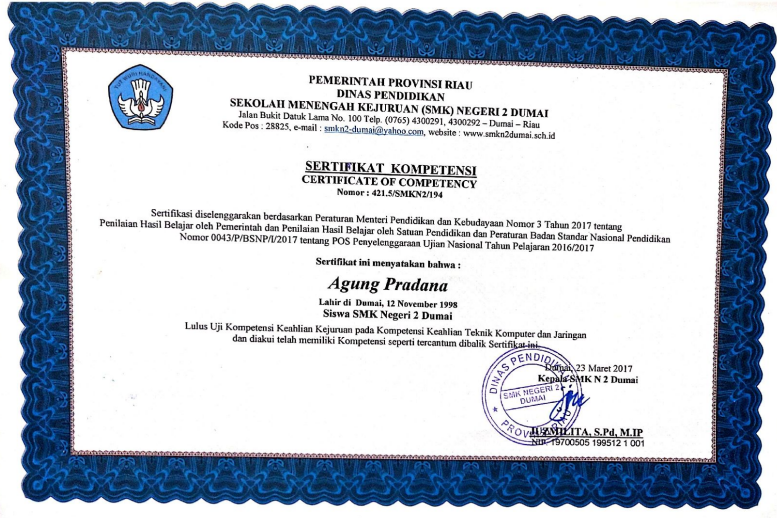 TUT WURI HANDAYANI
PEMERINTAH PROVINSI RIAU
DINAS PENDIDIKAN
SEKOLAH MENENGAH KEJURUAN (SMK) NEGERI 2 DUMAI
Jalan Bukit Datuk Lama No. 100 Telp. (0765) 4300291, 4300292 – Dumai – Riau
Kode Pos : 28825, e-mail : smkn2-dumai@yahoo.com, website : www.smkn2dumai.sch.id
SERTIFIKAT KOMPETENSI
CERTIFICATE OF COMPETENCY
Nomor : 421.5/SMKN2/194
Sertifikasi diselenggarakan berdasarkan Peraturan Menteri Pendidikan dan Kebudayaan Nomor 3 Tahun 2017 tentang
Penilaian Hasil Belajar oleh Pemerintah dan Penilaian Hasil Belajar oleh Satuan Pendidikan dan Peraturan Badan Standar Nasional Pendidikan
Nomor 0043/P/BSNP/I/2017 tentang POS Penyelenggaraan Ujian Nasional Tahun Pelajaran 2016/2017
Sertifikat ini menyatakan bahwa :
Agung Pradana
Lahir di Dumai, 12 November 1998
Siswa SMK Negeri 2 Dumai
Lulus Uji Kompetensi Keahlian Kejuruan pada Kompetensi Keahlian Teknik Komputer dan Jaringan
dan diakui telah memiliki Kompetensi seperti tercantum dibalik Sertifikat ini.
Dumai, 23 Maret 2017
Kepala SMK N 2 Dumai
DINAS PENDIDIKAN
SMK NEGERI 2
DUMAI
PROVINSI RIAU
JUZMILITA, S.Pd, M.IP
NIP. 19700505 199512 1 001